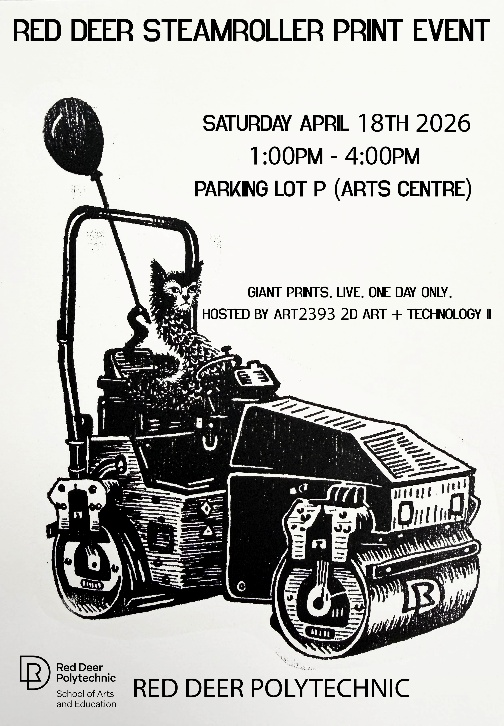 RED DEER STEAMROLLER PRINT EVENT
SATURDAY APRIL 18TH 2026
1:00PM - 4:00PM
PARKING LOT P (ARTS CENTRE)
GIANT PRINTS. LIVE. ONE DAY ONLY.
HOSTED BY ART2393 2D ART + TECHNOLOGY II
Red Deer
Polytechnic
School of Arts
and Education
RED DEER POLYTECHNIC